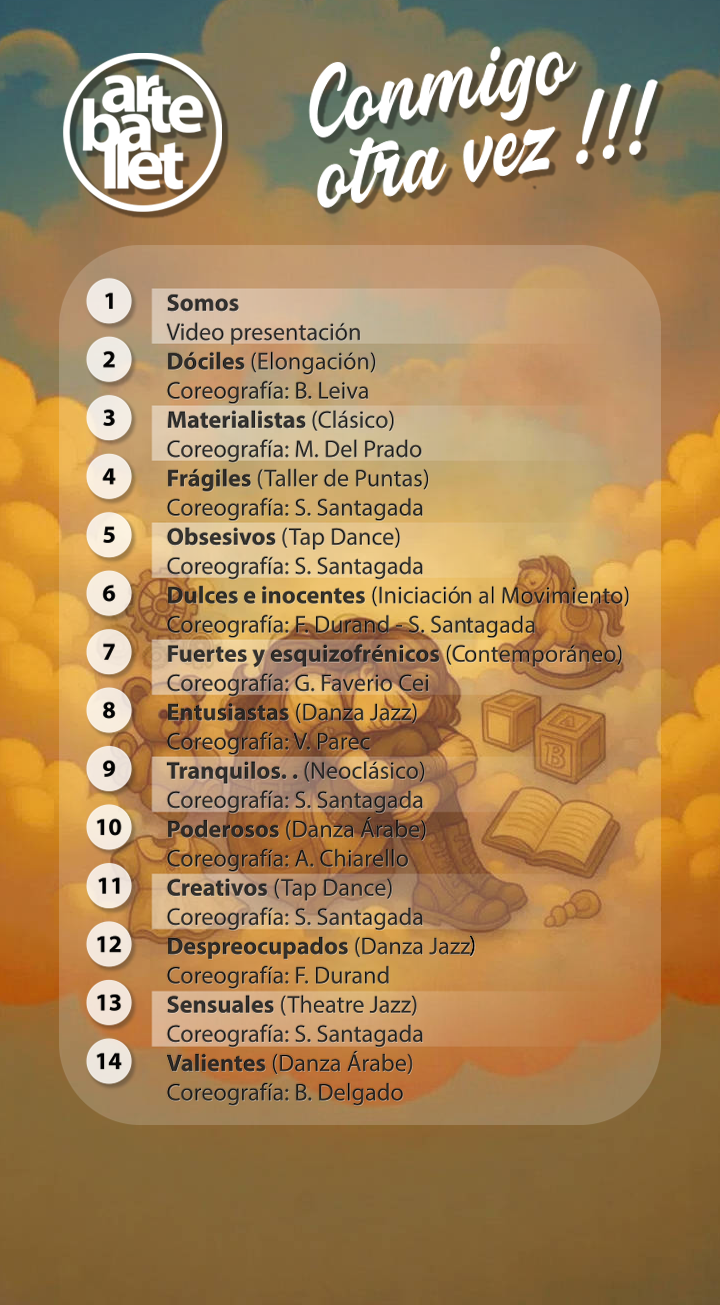 arte
ba
llet
Conmigo
otra vez !!!
1
Somos
Video presentación
2
Dóciles (Elongación)
Coreografía: B. Leiva
3
Materialistas (Clásico)
Coreografía: M. Del Prado
4
Frágiles (Taller de Puntas)
Coreografía: S. Santagada
5
Obsesivos (Tap Dance)
Coreografía: S. Santagada
6
Dulces e inocentes (Iniciación al Movimiento)
Coreografía: F. Durand - S. Santagada
7
Fuertes y esquizofrénicos (Contemporáneo)
Coreografía: G. Faverio Cei
8
Entusiastas (Danza Jazz)
Coreografía: V. Parec
9
Tranquilos. . (Neoclásico)
Coreografía: S. Santagada
10
Poderosos (Danza Árabe)
Coreografía: A. Chiarello
11
Creativos (Tap Dance)
Coreografía: S. Santagada
12
Despreocupados (Danza Jazz)
Coreografía: F. Durand
13
Sensuales (Theatre Jazz)
Coreografía: S. Santagada
14
Valientes (Danza Árabe)
Coreografía: B. Delgado
A
B